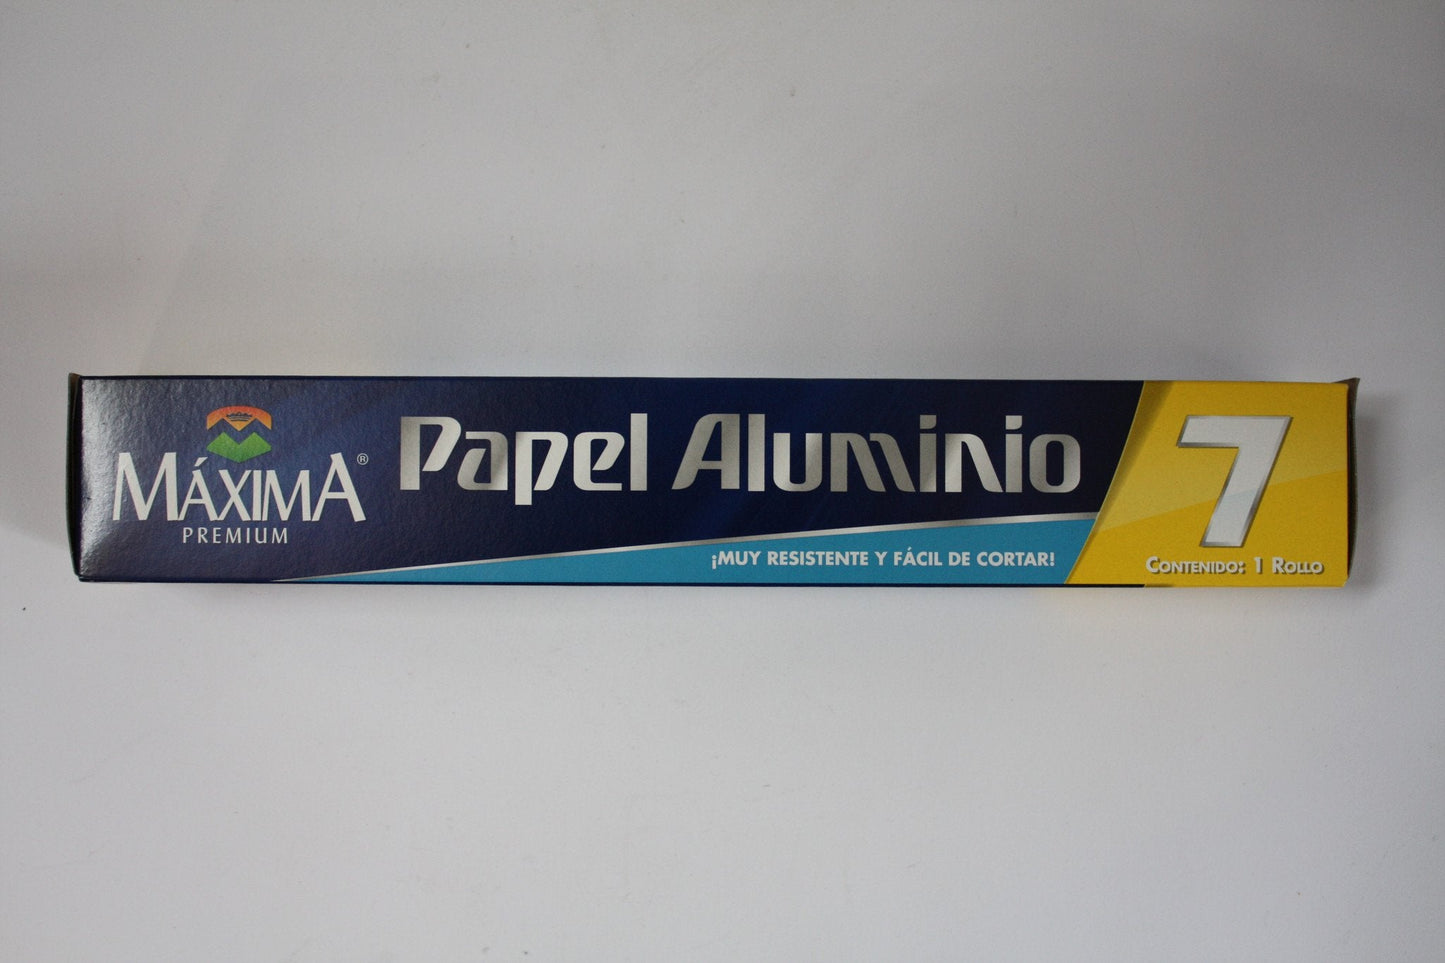 MÁXIMA®
PREMIUM
Papel Aluminio
¡MUY RESISTENTE Y FÁCIL DE CORTAR!
7
CONTENIDO: 1 ROLLO